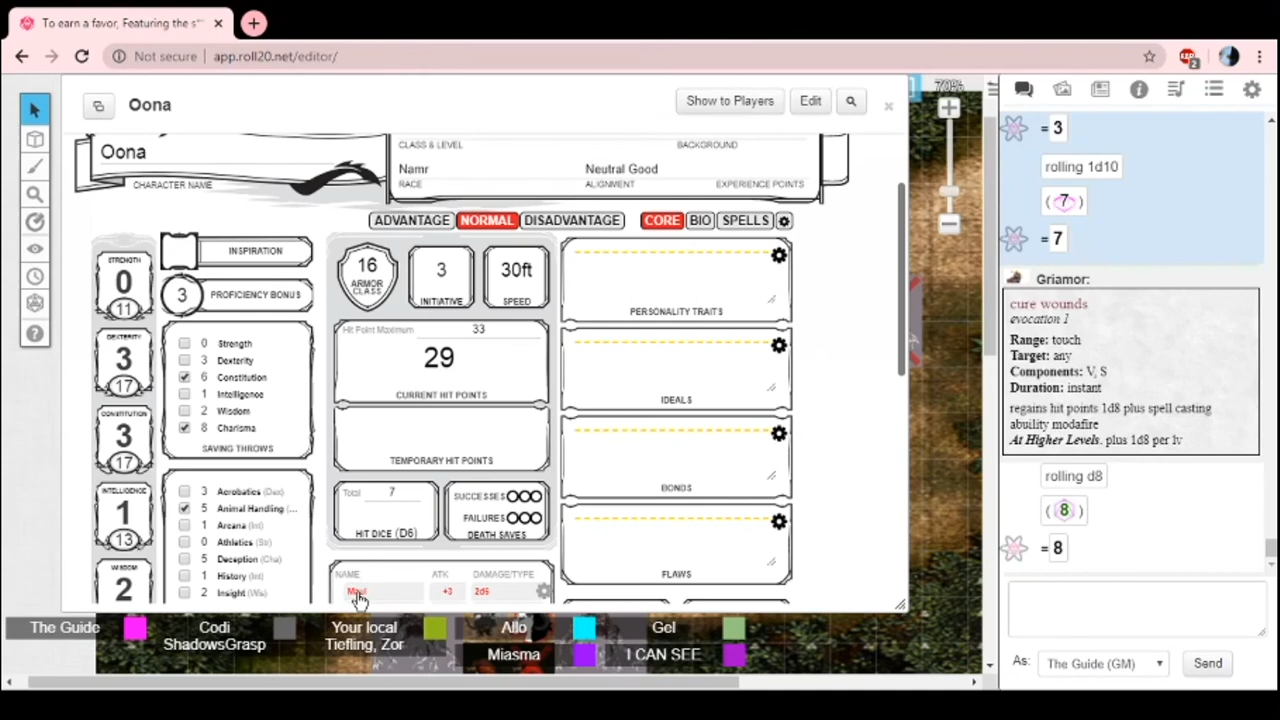 To earn a favor, Featuring the s
Not secure | app.roll20.net/editor/
2
Oona
Show to Players
Edit
70%
Oona
CHARACTER NAME
CLASS & LEVEL
BACKGROUND
Namr
Neutral Good
RACE
ALIGNMENT
EXPERIENCE POINTS
ADVANTAGE NORMAL DISADVANTAGE
CORE BIO SPELLS
STRENGTH
0
11
DEXTERITY
3
17
CONSTITUTION
3
17
INTELLIGENCE
1
13
WISDOM
2
INSPIRATION
3 PROFICIENCY BONUS
0 Strength
3 Dexterity
6 Constitution
1 Intelligence
2 Wisdom
8 Charisma
SAVING THROWS
3 Acrobatics (Dex)
5 Animal Handling (...
1 Arcana (Int)
0 Athletics (Str)
5 Deception (Cha)
1 History (Int)
2 Insight (Wis)
16
ARMOR
CLASS
3
INITIATIVE
30ft
SPEED
Hit Point Maximum 33
29
CURRENT HIT POINTS
TEMPORARY HIT POINTS
Total 7
HIT DICE (D6)
SUCCESSES
FAILURES
DEATH SAVES
NAME ATK DAMAGE/TYPE
Maul +3 2d6
PERSONALITY TRAITS
IDEALS
BONDS
FLAWS
= 3
rolling 1d10
( 7 )
= 7
Griamor:
cure wounds
evocation 1
Range: touch
Target: any
Components: V, S
Duration: instant
regains hit points 1d8 plus spell casting
abuility modafire
At Higher Levels. plus 1d8 per lv
rolling d8
( 8 )
= 8
As: The Guide (GM)
Send
The Guide
Codi
ShadowsGrasp
Your local
Tiefling, Zor
Allo
Gel
Miasma
I CAN SEE